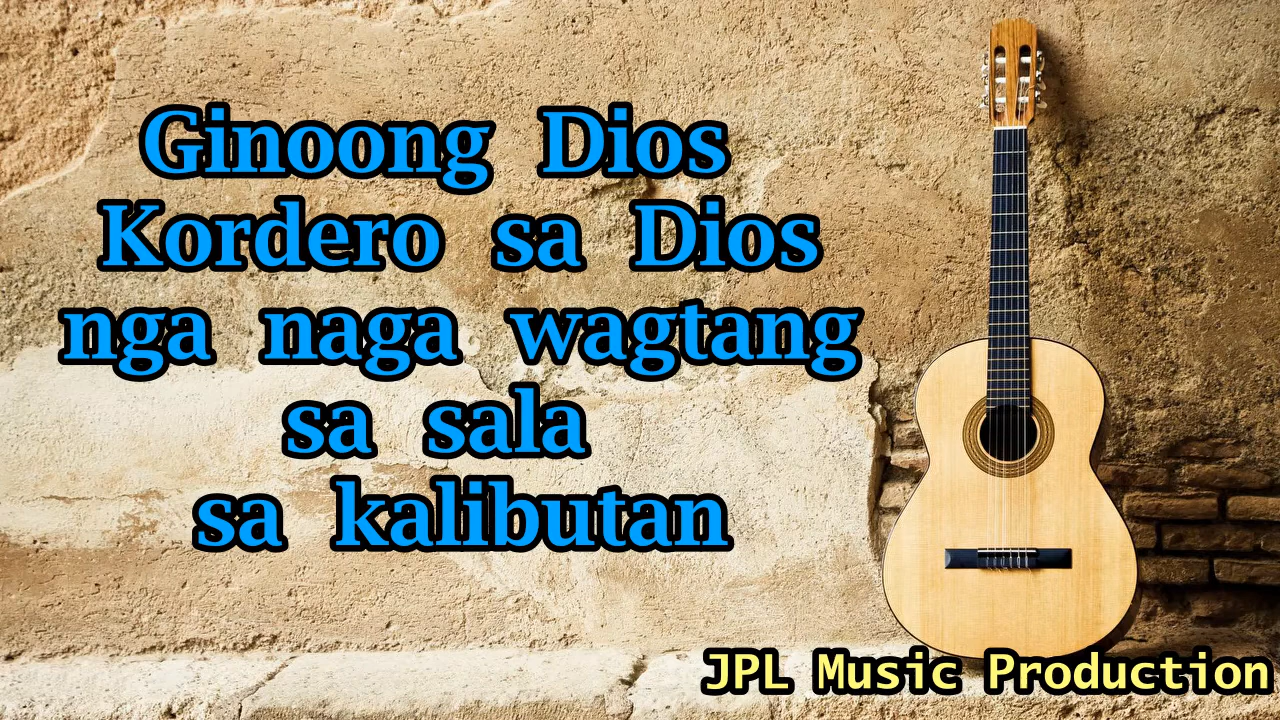 Ginoong Dios
Kordero sa Dios
nga naga wagtang
sa sala
sa kalibutan
JPL Music Production